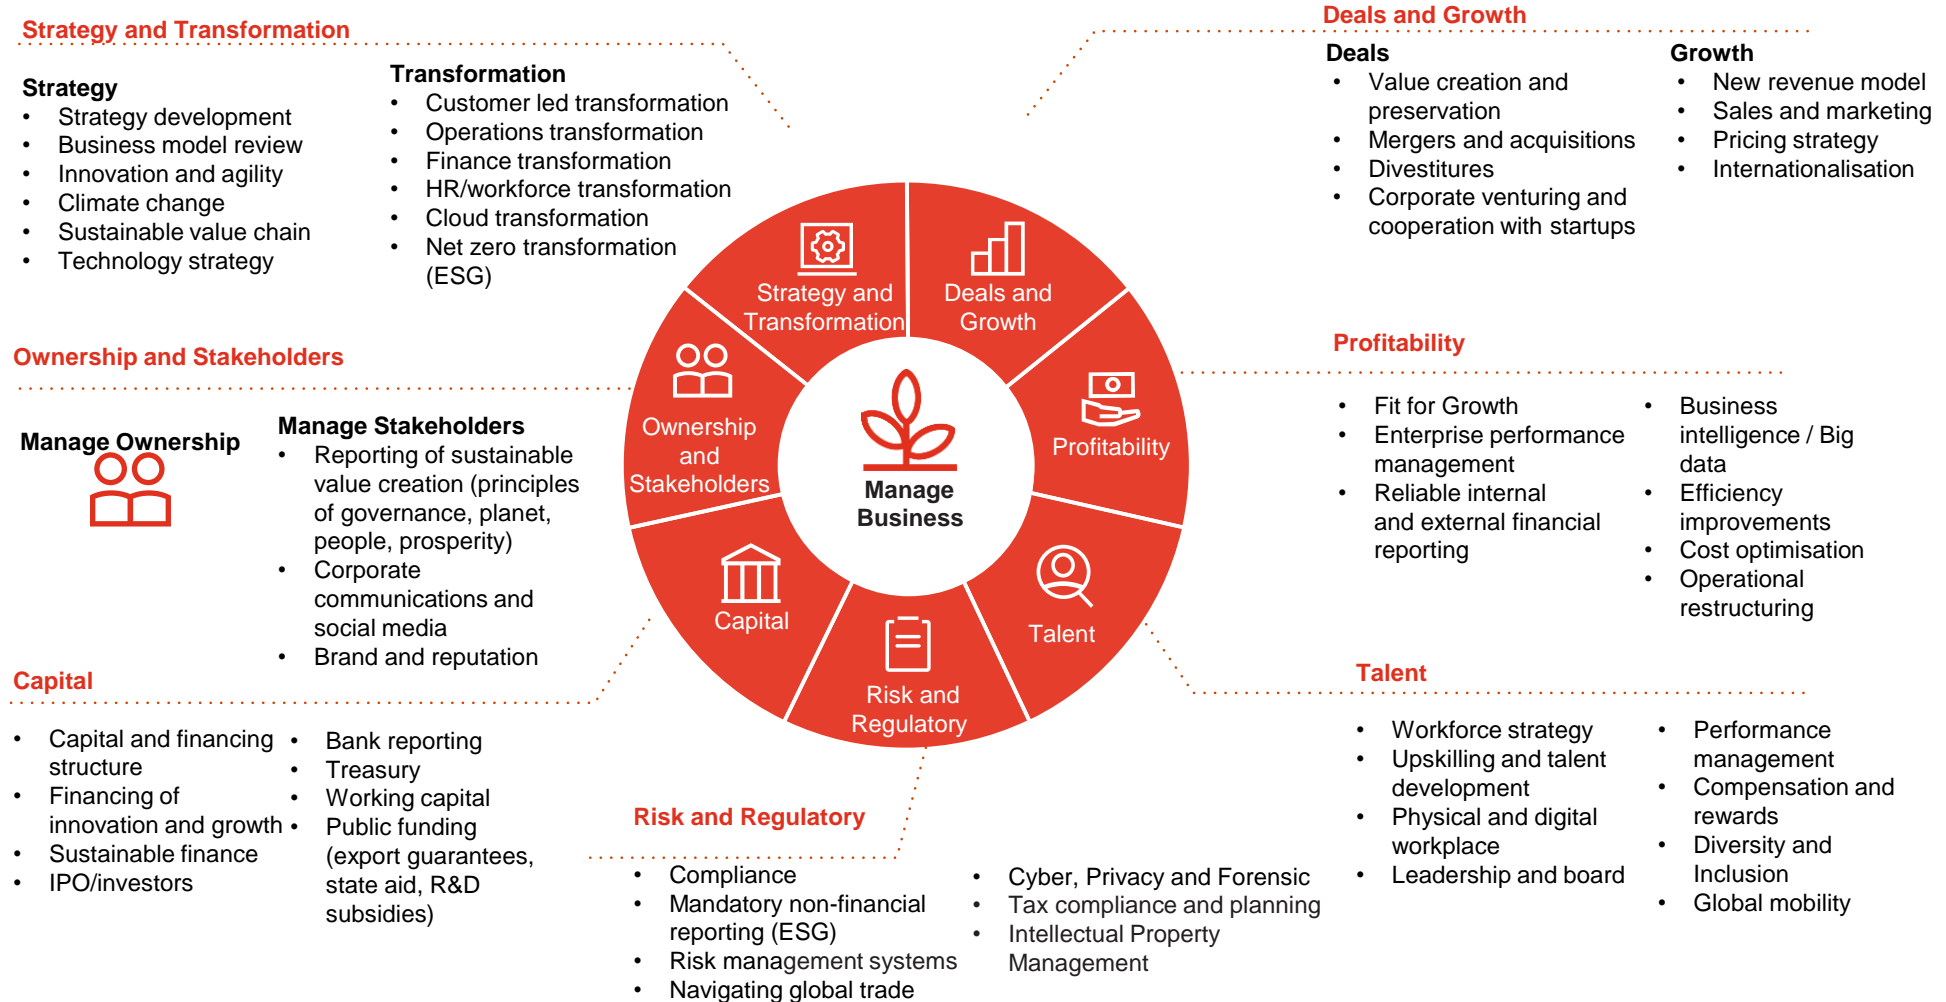 Strategy and Transformation
Strategy
• Strategy development
• Business model review
• Innovation and agility
• Climate change
• Sustainable value chain
• Technology strategy
Transformation
• Customer led transformation
• Operations transformation
• Finance transformation
• HR/workforce transformation
• Cloud transformation
• Net zero transformation
(ESG)
Deals and Growth
Deals
• Value creation and
preservation
• Mergers and acquisitions
• Divestitures
• Corporate venturing and
cooperation with startups
Growth
• New revenue model
• Sales and marketing
• Pricing strategy
• Internationalisation
Strategy and
Transformation
Deals and
Growth
Ownership
and
Stakeholders
Profitability
Manage
Business
Capital
Talent
Risk and
Regulatory
Ownership and Stakeholders
Manage Ownership
Manage Stakeholders
• Reporting of sustainable
value creation (principles
of governance, planet,
people, prosperity)
• Corporate
communications and
social media
• Brand and reputation
Profitability
• Fit for Growth
• Enterprise performance
management
• Reliable internal
and external financial
reporting
• Business
intelligence / Big
data
• Efficiency
improvements
• Cost optimisation
• Operational
restructuring
Capital
• Capital and financing
structure
• Financing of
innovation and growth
• Sustainable finance
• IPO/investors
• Bank reporting
• Treasury
• Working capital
• Public funding
(export guarantees,
state aid, R&D
subsidies)
Risk and Regulatory
• Compliance
• Mandatory non-financial
reporting (ESG)
• Risk management systems
• Navigating global trade
• Cyber, Privacy and Forensic
• Tax compliance and planning
• Intellectual Property
Management
Talent
• Workforce strategy
• Upskilling and talent
development
• Physical and digital
workplace
• Leadership and board
• Performance
management
• Compensation and
rewards
• Diversity and
Inclusion
• Global mobility